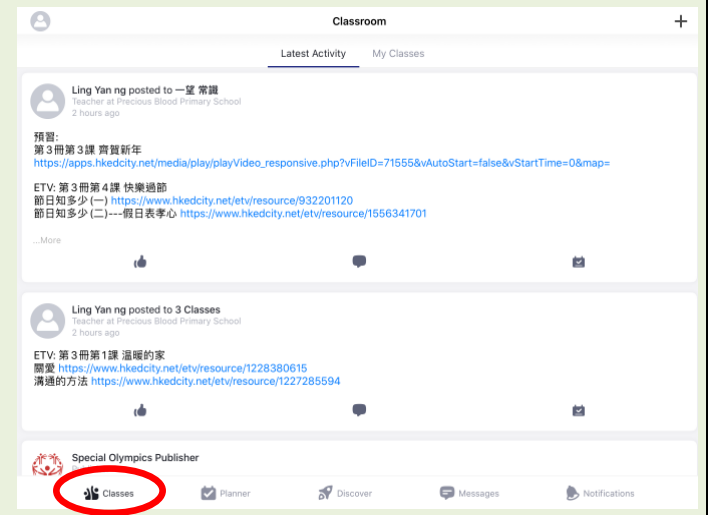 Classroom
Latest Activity
My Classes
Ling Yan ng posted to 一望 常識
Teacher at Precious Blood Primary School
2 hours ago
預習:
第3冊第3課 齊賀新年
https://apps.hkedcity.net/media/play/playVideo_responsive.php?vFileID=71555&vAutoStart=false&vStartTime=0&map=
ETV: 第3冊第4課 快樂過節
節日知多少(一) https://www.hkedcity.net/etv/resource/932201120
節日知多少(二)---假日表孝心 https://www.hkedcity.net/etv/resource/1556341701
...More
Ling Yan ng posted to 3 Classes
Teacher at Precious Blood Primary School
2 hours ago
ETV: 第3冊第1課 溫暖的家
關愛 https://www.hkedcity.net/etv/resource/1228380615
溝通的方法 https://www.hkedcity.net/etv/resource/1227285594
Special Olympics Publisher
Classes
Planner
Discover
Messages
Notifications